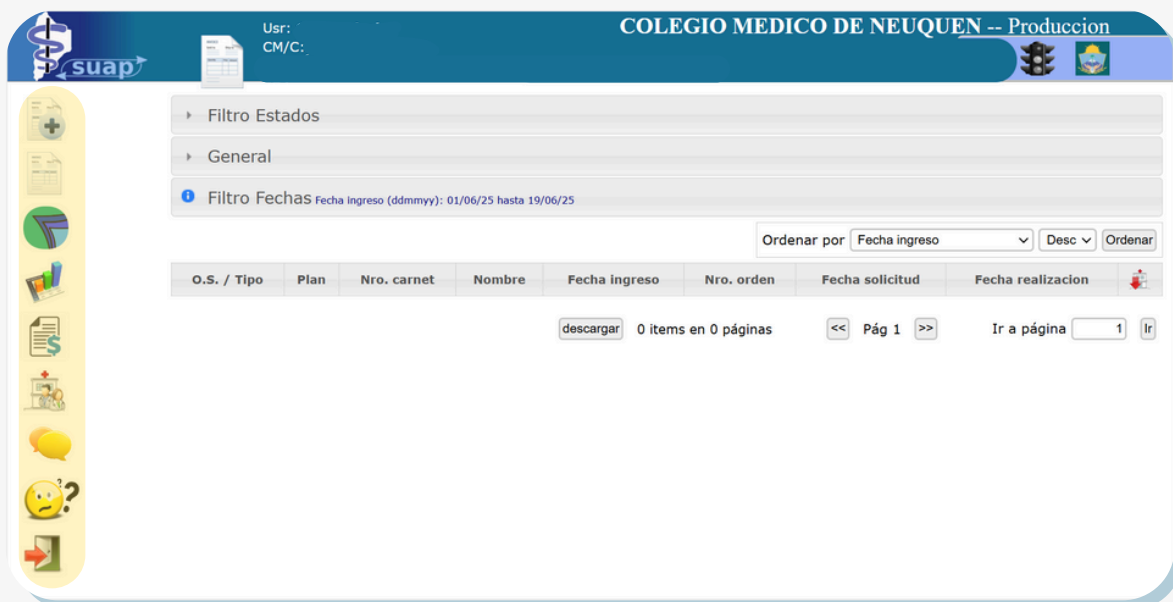 suap
Usr:
CM/C:
COLEGIO MEDICO DE NEUQUEN -- Produccion
Filtro Estados
General
Filtro Fechas Fecha ingreso (ddmmyy): 01/06/25 hasta 19/06/25
Ordenar por Fecha ingreso Desc Ordenar
O.S. / Tipo Plan Nro. carnet Nombre Fecha ingreso Nro. orden Fecha solicitud Fecha realizacion
descargar 0 items en 0 páginas << Pág 1 >> Ir a página 1 Ir